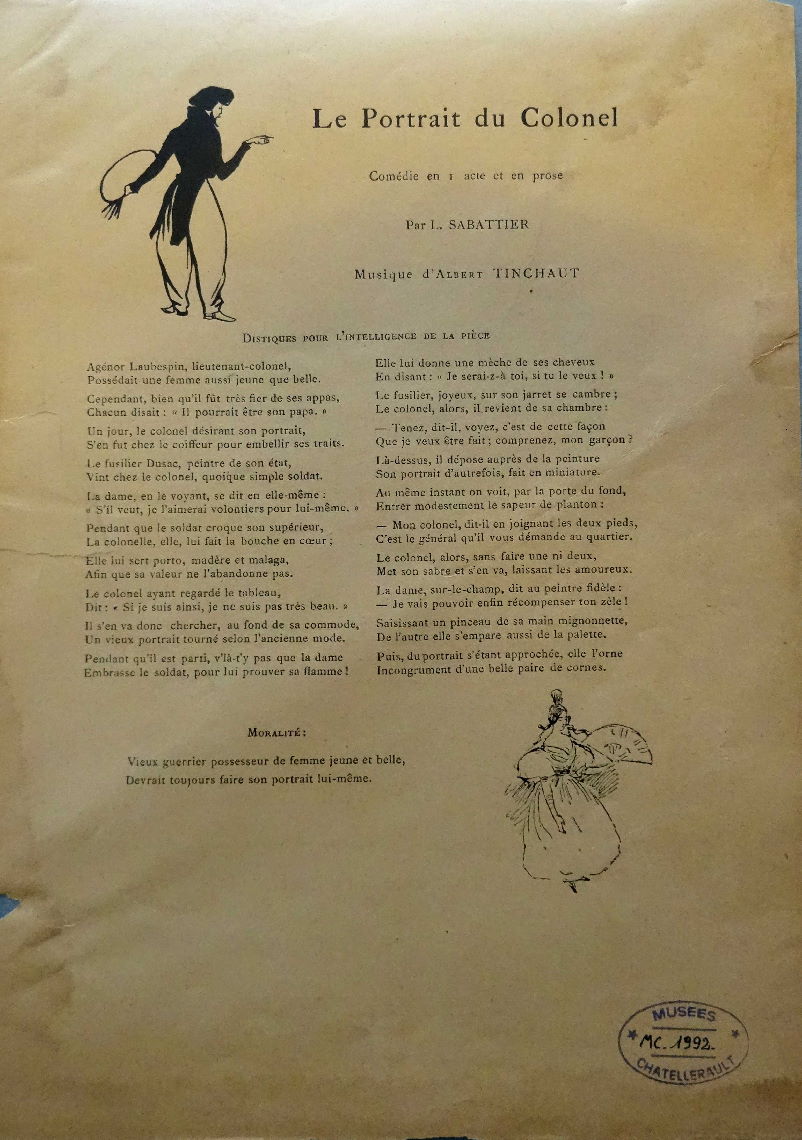 Le Portrait du Colonel
Comédie en 1 acte et en prose
Par L. SABATTIER
Musique d'ALBERT TINCHAUT
DISTIQUES POUR L'INTELLIGENCE DE LA PIÈCE
Agénor Laubespin, lieutenant-colonel,
Possédait une femme aussi jeune que belle.
Cependant, bien qu'il fût très fier de ses appas,
Chacun disait : « Il pourrait être son papa. »
Un jour, le colonel désirant son portrait,
S'en fut chez le coiffeur pour embellir ses traits.
Le fusilier Dusac, peintre de son état,
Vint chez le colonel, quoique simple soldat.
La dame, en le voyant, se dit en elle-même :
« S'il veut, je l'aimerai volontiers pour lui-même. »
Pendant que le soldat croque son supérieur,
La colonelle, elle, lui fait la bouche en cœur ;
Elle lui sert porto, madère et malaga,
Afin que sa valeur ne l'abandonne pas.
Le colonel ayant regardé le tableau,
Dit : « Si je suis ainsi, je ne suis pas très beau. »
Il s'en va donc chercher, au fond de sa commode,
Un vieux portrait tourné selon l'ancienne mode.
Pendant qu'il est parti, v'là-t'y pas que la dame
Embrasse le soldat, pour lui prouver sa flamme !
Elle lui donne une mèche de ses cheveux
En disant : « Je serai-z-à toi, si tu le veux ! »
Le fusilier, joyeux, sur son jarret se cambre ;
Le colonel, alors, il revient de sa chambre :
— Tenez, dit-il, voyez, c'est de cette façon
Que je veux être fait ; comprenez, mon garçon ?
Là-dessus, il dépose auprès de la peinture
Son portrait d'autrefois, fait en miniature.
Au même instant on voit, par la porte du fond,
Entrer modestement le sapeur de planton :
— Mon colonel, dit-il en joignant les deux pieds,
C'est le général qu'il vous démande au quartier.
Le colonel, alors, sans faire une ni deux,
Met son sabre et s'en va, laissant les amoureux.
La dame, sur-le-champ, dit au peintre fidèle :
— Je vais pouvoir enfin récompenser ton zèle !
Saisissant un pinceau de sa main mignonnette,
De l'autre elle s'empare aussi de la palette.
Puis, du portrait s'étant approchée, elle l'orne
Incongrument d'une belle paire de cornes.
MORALITÉ :
Vieux guerrier possesseur de femme jeune et belle,
Devrait toujours faire son portrait lui-même.
MUSEES
MC. 1992.
CHATELLERAULT